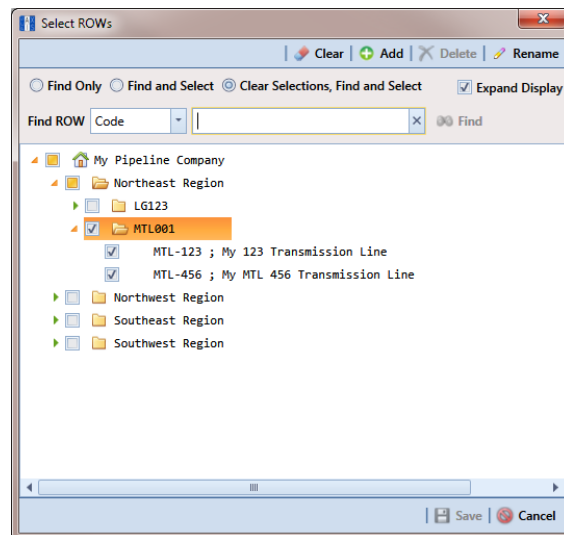 Select ROWs
Clear Add Delete Rename
Find Only Find and Select Clear Selections, Find and Select Expand Display
Find ROW Code Find
My Pipeline Company
Northeast Region
LG123
MTL001
MTL-123 ; My 123 Transmission Line
MTL-456 ; My MTL 456 Transmission Line
Northwest Region
Southeast Region
Southwest Region
Save Cancel